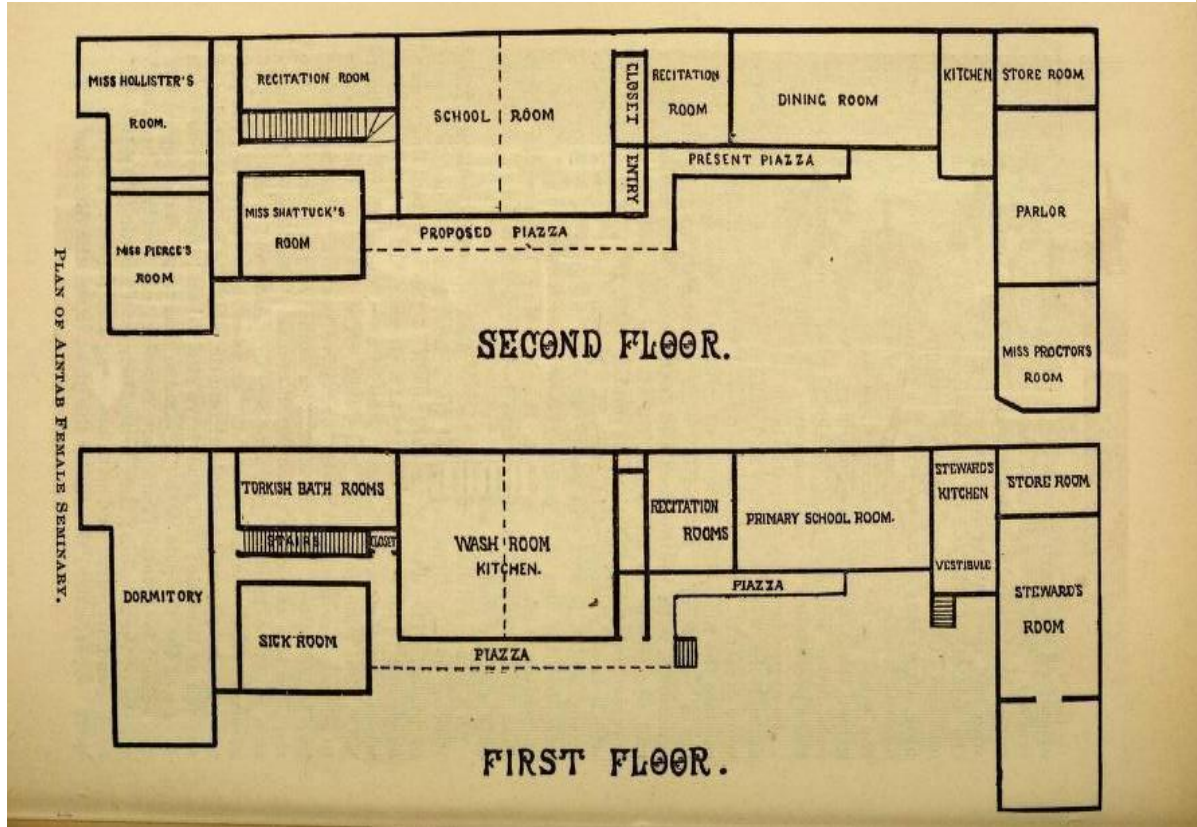 PLAN OF AINTAB FEMALE SEMINARY.
MISS HOLLISTER'S
ROOM.
RECITATION ROOM
SCHOOL ROOM
CLOSET
RECITATION
ROOM
DINING ROOM
KITCHEN
STORE ROOM
ENTRY
PRESENT PIAZZA
MISS SHATTUCK'S
ROOM
PROPOSED PIAZZA
PARLOR
MISS PIERCE'S
ROOM
MISS PROCTOR'S
ROOM
SECOND FLOOR.
TURKISH BATH ROOMS
STAIRS
CLOSET
WASH ROOM
KITCHEN.
RECITATION
ROOMS
PRIMARY SCHOOL ROOM.
STEWARD'S
KITCHEN
VESTIBULE
STORE ROOM
DORMITORY
SICK ROOM
PIAZZA
PIAZZA
STEWARD'S
ROOM
FIRST FLOOR.